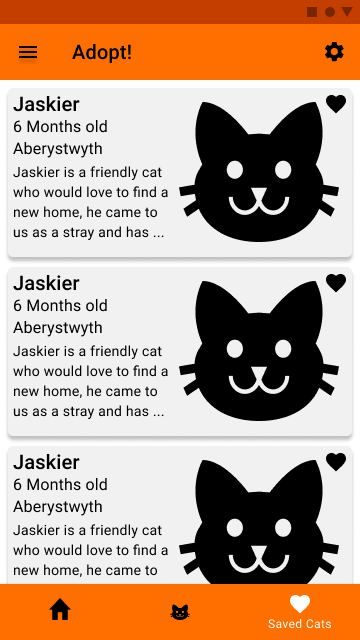 Adopt!
Jaskier
6 Months old
Aberystwyth
Jaskier is a friendly cat
who would love to find a
new home, he came to
us as a stray and has ...
Jaskier
6 Months old
Aberystwyth
Jaskier is a friendly cat
who would love to find a
new home, he came to
us as a stray and has ...
Jaskier
6 Months old
Aberystwyth
Jaskier is a friendly cat
who would love to find a
new home, he came to
Saved Cats